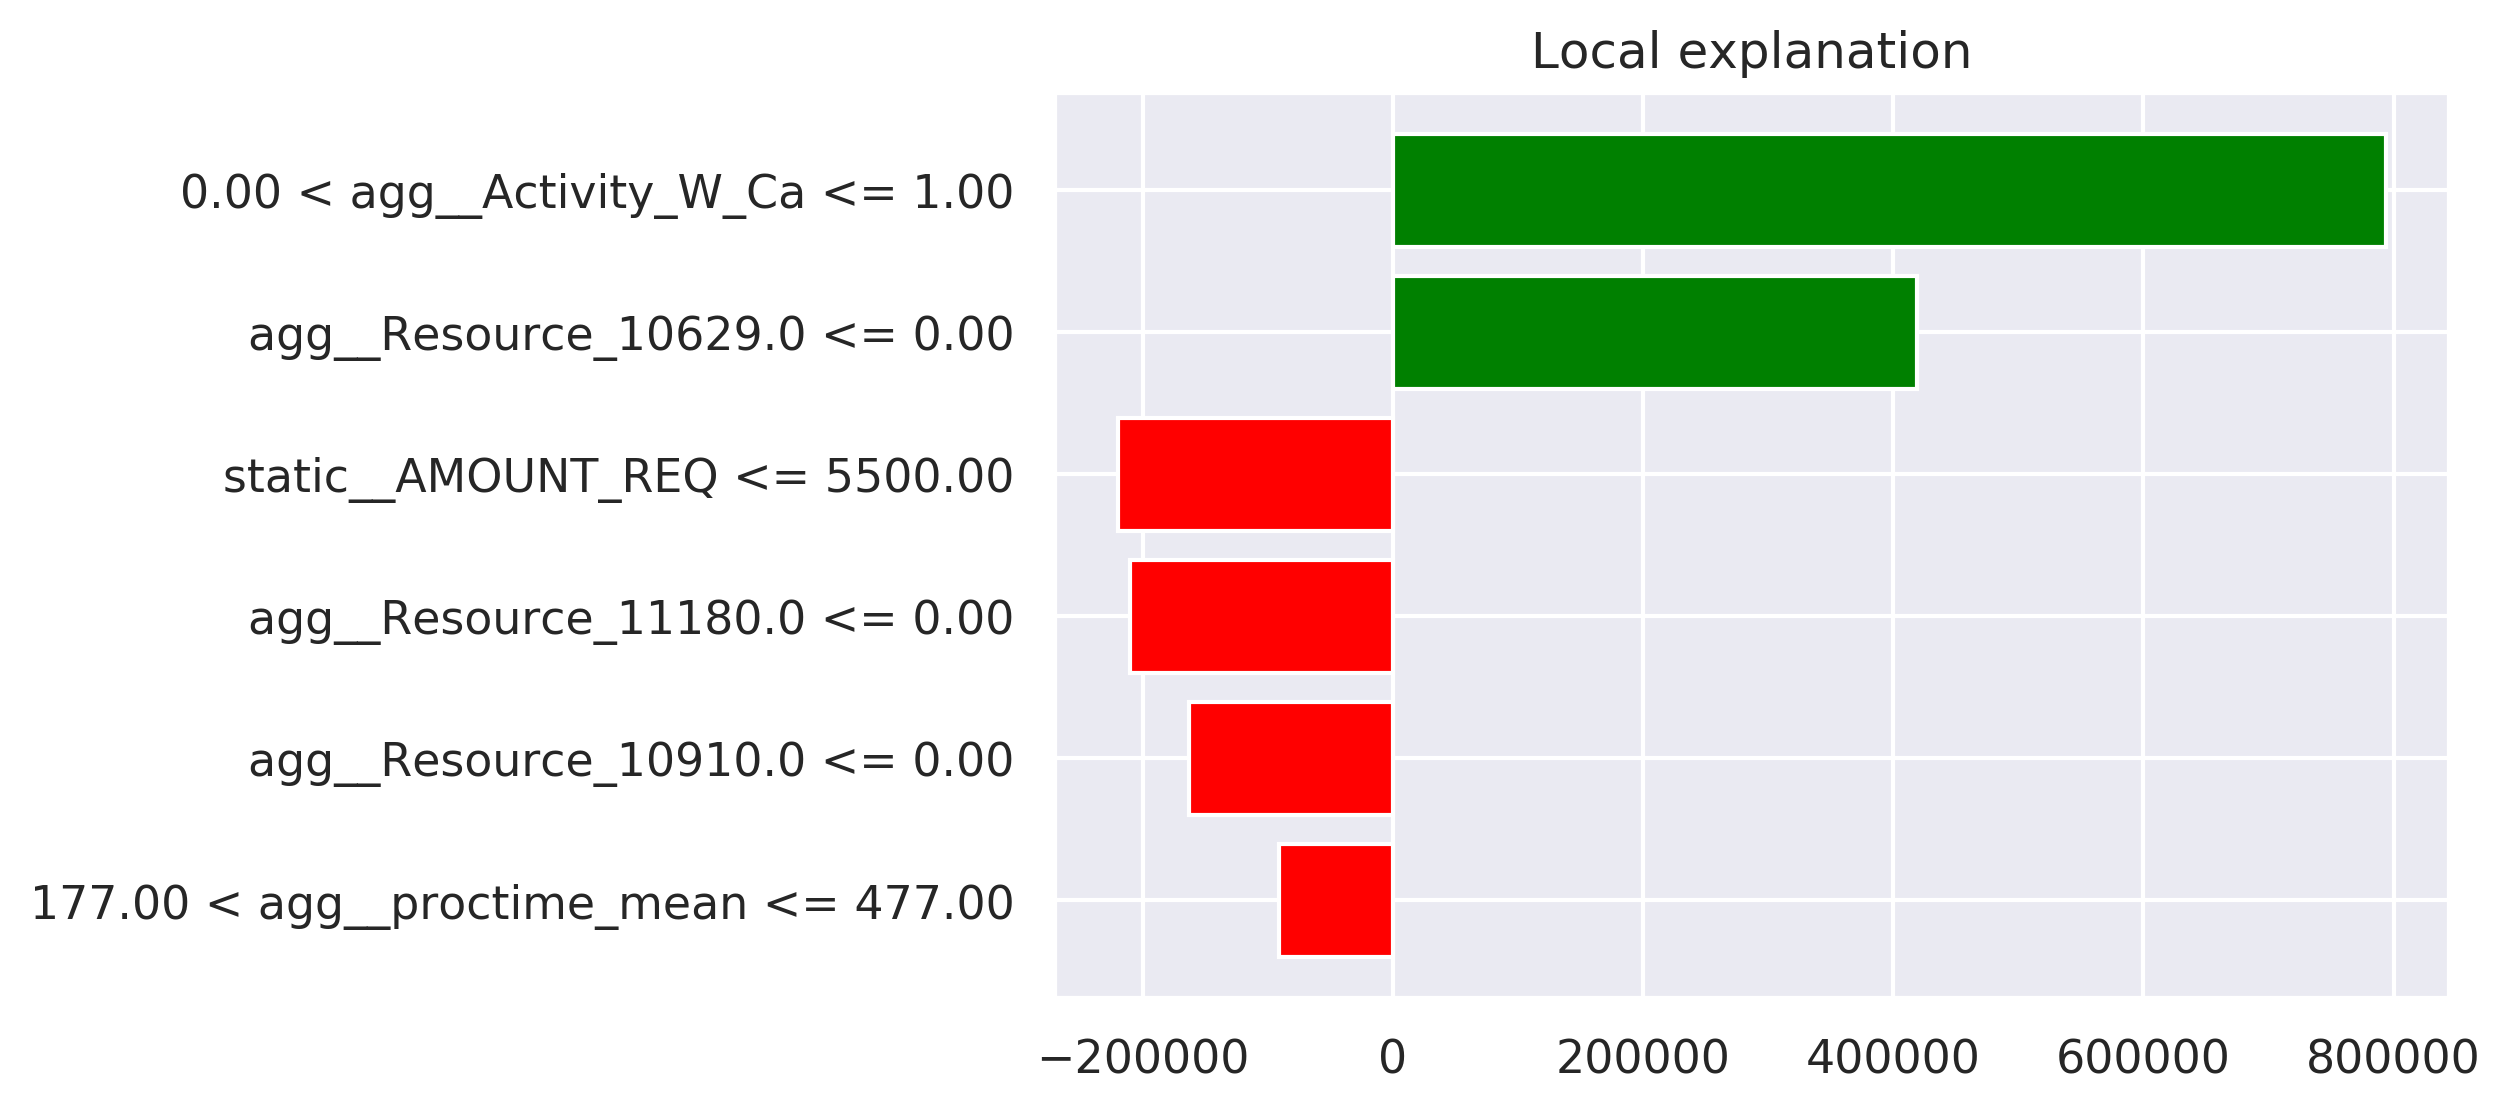 Local explanation
0.00 < agg__Activity_W_Ca <= 1.00
agg__Resource_10629.0 <= 0.00
static__AMOUNT_REQ <= 5500.00
agg__Resource_11180.0 <= 0.00
agg__Resource_10910.0 <= 0.00
177.00 < agg__proctime_mean <= 477.00
−200000 0 200000 400000 600000 800000